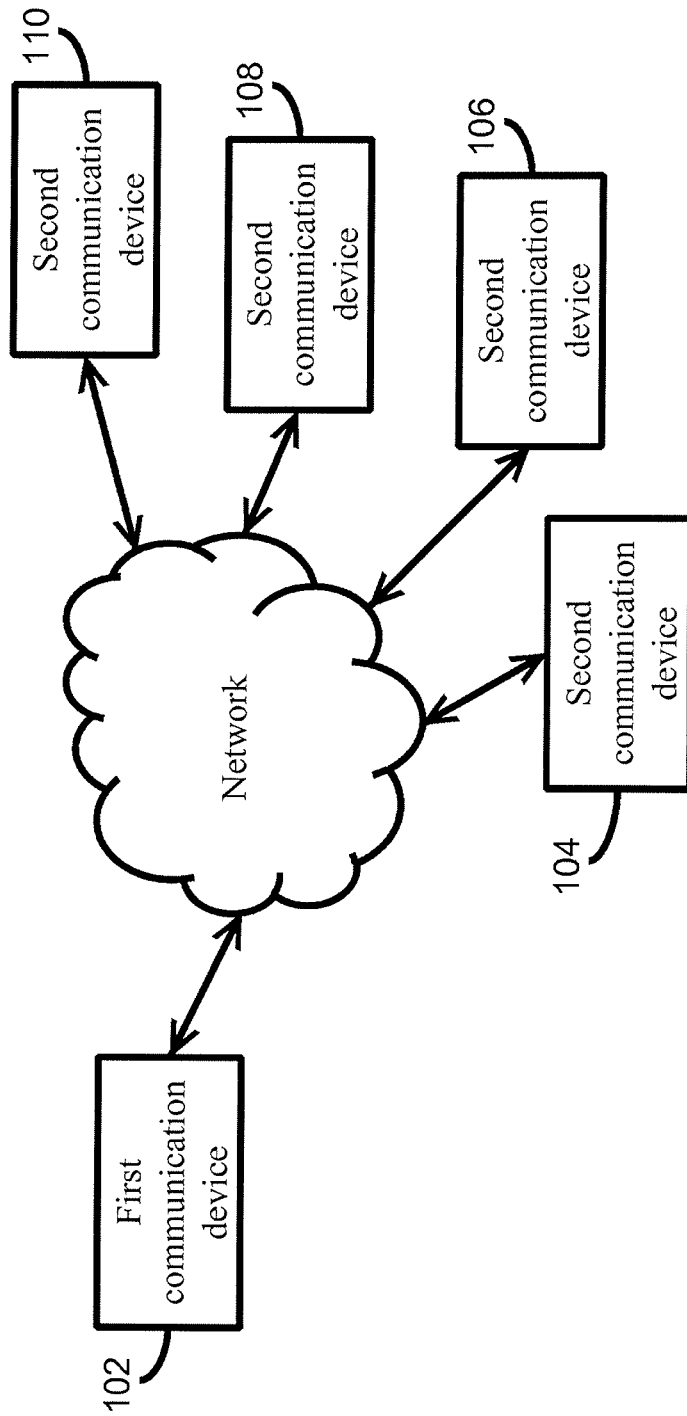 102
First
communication
device
Network
110
Second
communication
device
108
Second
communication
device
106
Second
communication
device
104
Second
communication
device